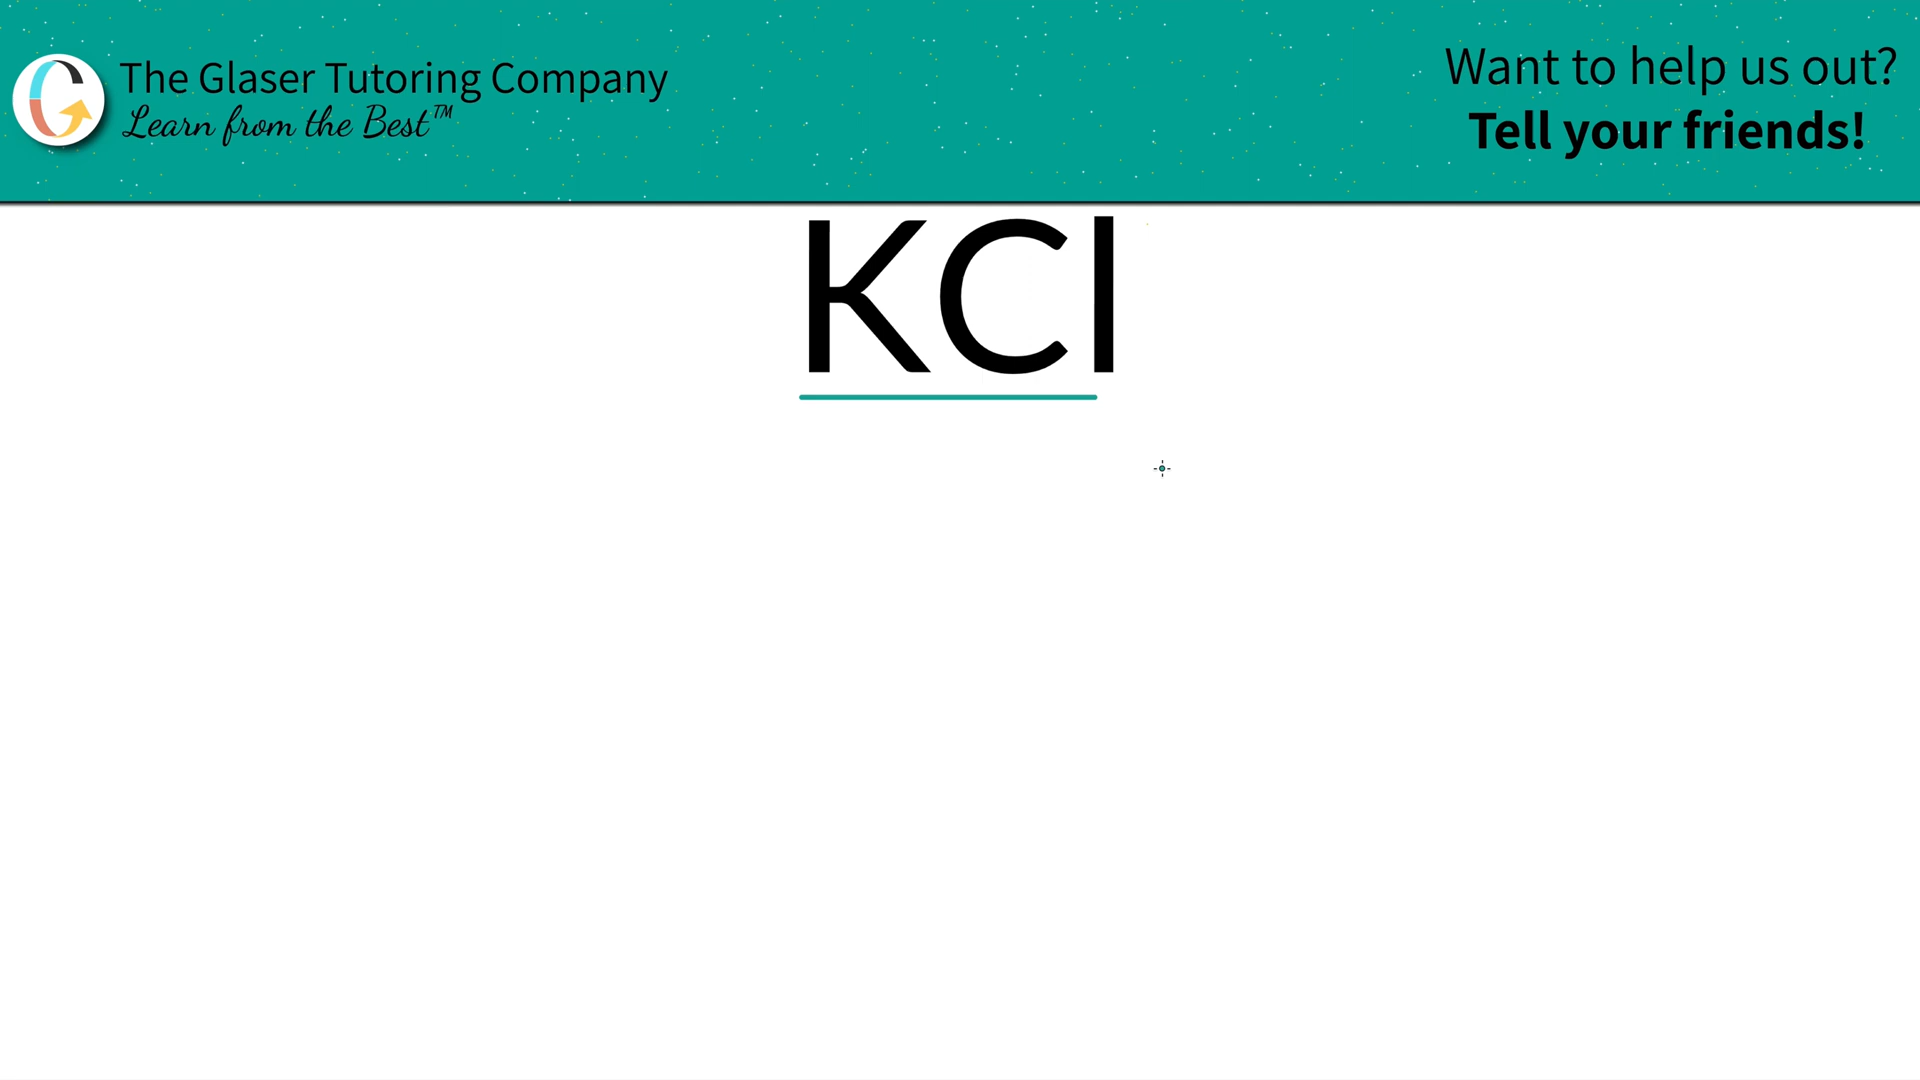 The Glaser Tutoring Company
Learn from the Best™
Want to help us out?
Tell your friends!
KCl